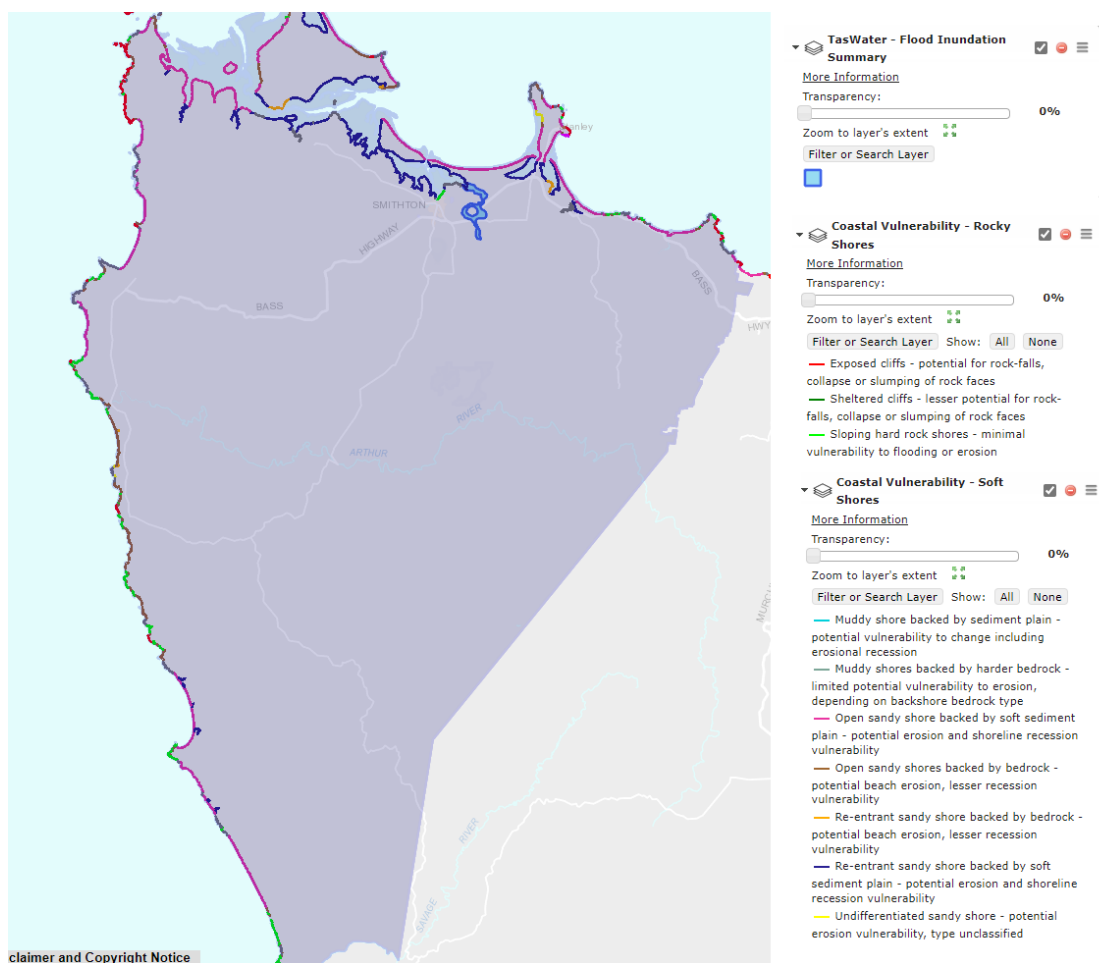 TasWater - Flood Inundation
Summary
More Information
Transparency:
0%
Zoom to layer's extent
Filter or Search Layer
Coastal Vulnerability - Rocky
Shores
More Information
Transparency:
0%
Zoom to layer's extent
Filter or Search Layer Show: All None
Exposed cliffs - potential for rock-falls,
collapse or slumping of rock faces
Sheltered cliffs - lesser potential for rock-
falls, collapse or slumping of rock faces
Sloping hard rock shores - minimal
vulnerability to flooding or erosion
Coastal Vulnerability - Soft
Shores
More Information
Transparency:
0%
Zoom to layer's extent
Filter or Search Layer Show: All None
Muddy shore backed by sediment plain -
potential vulnerability to change including
erosional recession
Muddy shores backed by harder bedrock -
limited potential vulnerability to erosion,
depending on backshore bedrock type
Open sandy shore backed by soft sediment
plain - potential erosion and shoreline recession
vulnerability
Open sandy shores backed by bedrock -
potential beach erosion, lesser recession
vulnerability
Re-entrant sandy shore backed by bedrock -
potential beach erosion, lesser recession
vulnerability
Re-entrant sandy shore backed by soft
sediment plain - potential erosion and shoreline
recession vulnerability
Undifferentiated sandy shore - potential
erosion vulnerability, type unclassified
SMITHTON
HIGHWAY
BASS
BASS
HWY
RIVER
ARTHUR
RIVER
SAVAGE
claimer and Copyright Notice